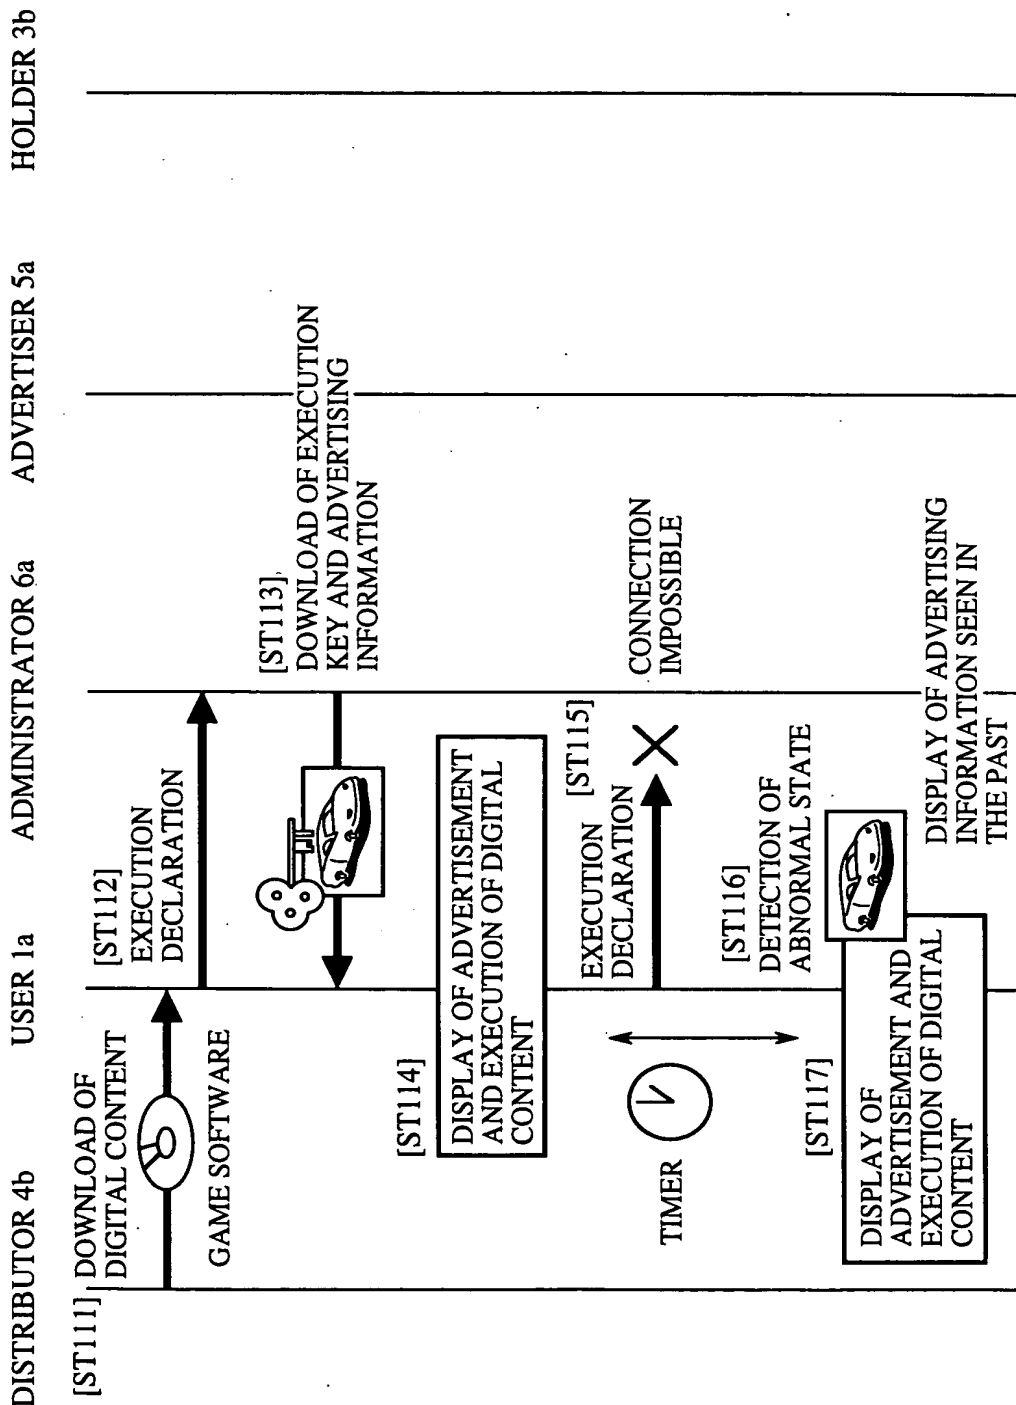 DISTRIBUTOR 4b
USER 1a
ADMINISTRATOR 6a
ADVERTISER 5a
HOLDER 3b
[ST111]
DOWNLOAD OF
DIGITAL CONTENT
GAME SOFTWARE
[ST112]
EXECUTION
DECLARATION
[ST113]
DOWNLOAD OF EXECUTION
KEY AND ADVERTISING
INFORMATION
[ST114]
DISPLAY OF ADVERTISEMENT
AND EXECUTION OF DIGITAL
CONTENT
TIMER
EXECUTION
DECLARATION
[ST115]
CONNECTION
IMPOSSIBLE
[ST116]
DETECTION OF
ABNORMAL STATE
[ST117]
DISPLAY OF
ADVERTISEMENT AND
EXECUTION OF DIGITAL
CONTENT
DISPLAY OF ADVERTISING
INFORMATION SEEN IN
THE PAST